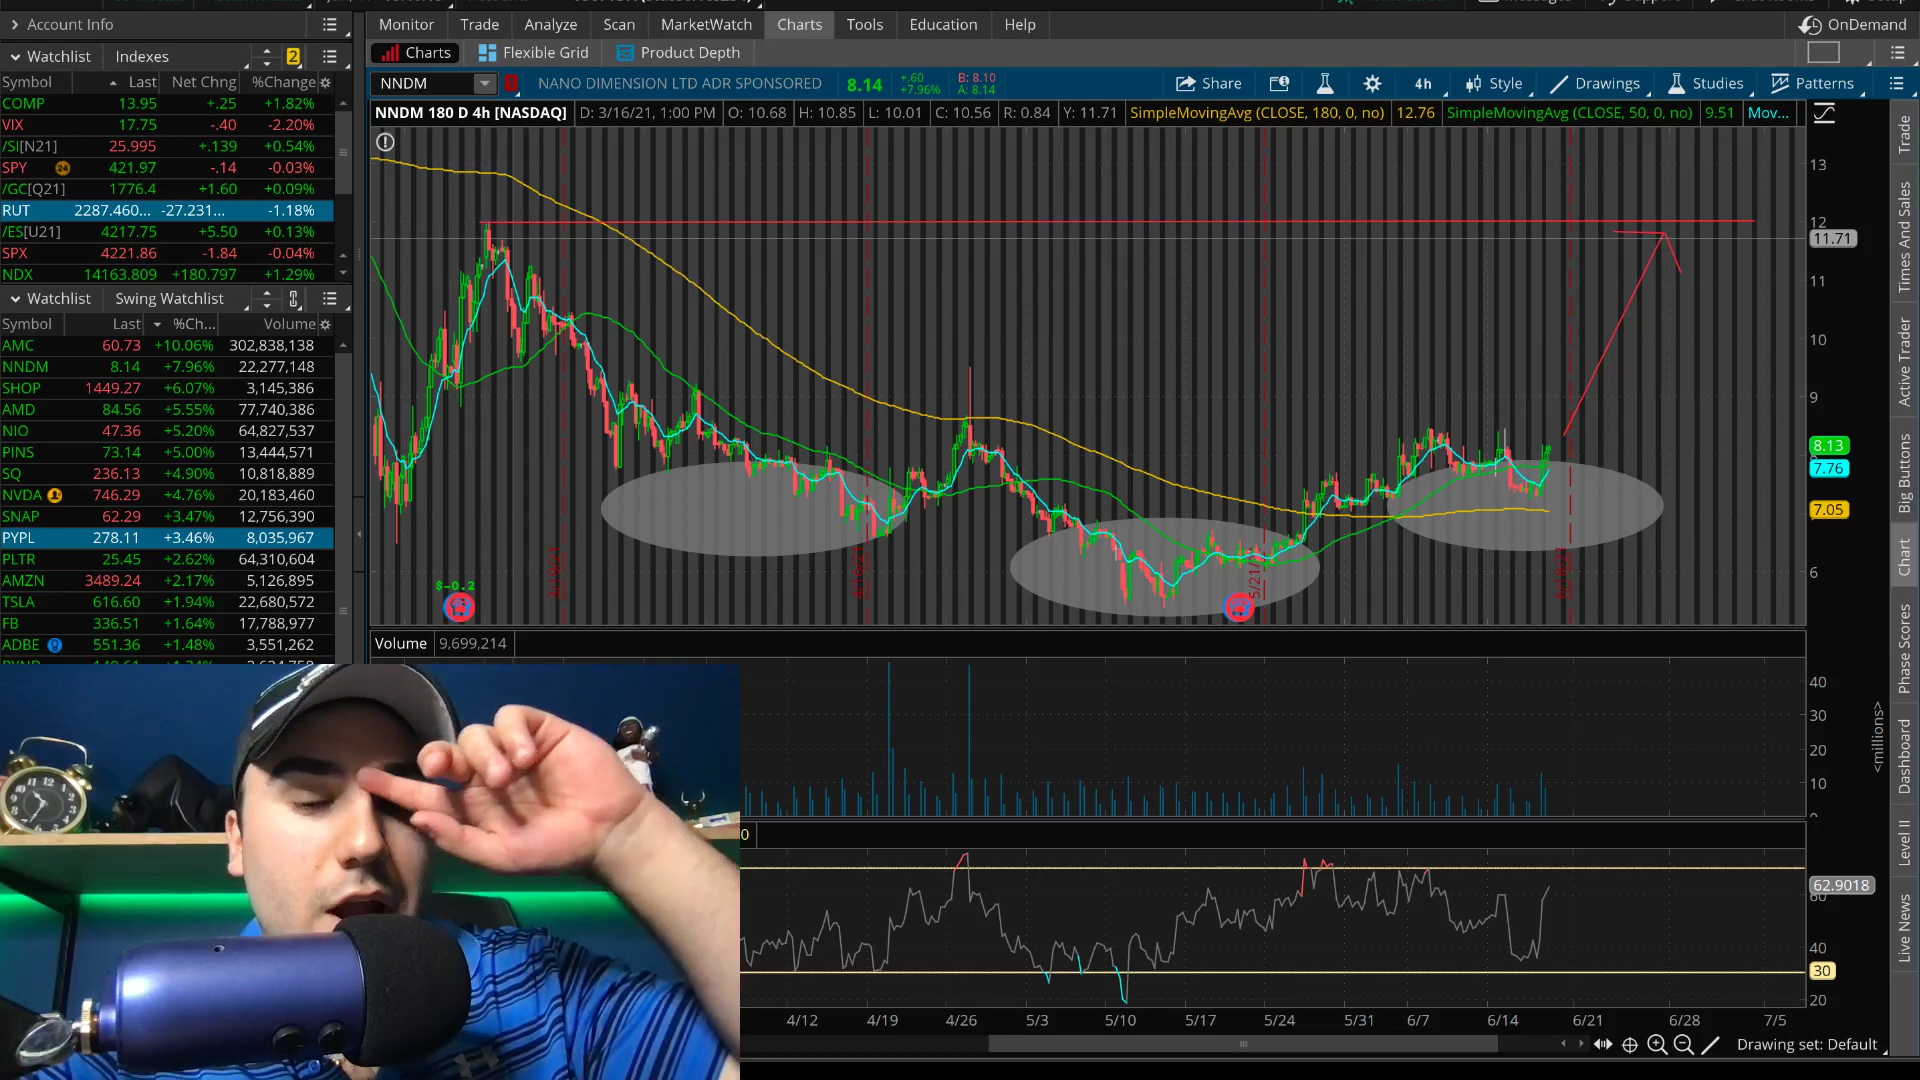 Monitor Trade Analyze Scan MarketWatch Charts Tools Education Help OnDemand
Charts Flexible Grid Product Depth
Account Info
Watchlist Indexes 2
Symbol Last Net Chng %Change
COMP 13.95 +.25 +1.82%
VIX 17.75 -.40 -2.20%
/SI[N21] 25.995 +.139 +0.54%
SPY 24 421.97 -.14 -0.03%
/GC[Q21] 1776.4 +1.60 +0.09%
RUT 2287.460... -27.231... -1.18%
/ES[U21] 4217.75 +5.50 +0.13%
SPX 4221.86 -1.84 -0.04%
NDX 14163.809 +180.797 +1.29%
Watchlist Swing Watchlist
Symbol Last %Ch... Volume
AMC 60.73 +10.06% 302,838,138
NNDM 8.14 +7.96% 22,277,148
SHOP 1449.27 +6.07% 3,145,386
AMD 84.56 +5.55% 77,740,386
NIO 47.36 +5.20% 64,827,537
PINS 73.14 +5.00% 13,444,571
SQ 236.13 +4.90% 10,818,889
NVDA 746.29 +4.76% 20,183,460
SNAP 62.29 +3.47% 12,756,390
PYPL 278.11 +3.46% 8,035,967
PLTR 25.45 +2.62% 64,310,604
AMZN 3489.24 +2.17% 5,126,895
TSLA 616.60 +1.94% 22,680,572
FB 336.51 +1.64% 17,788,977
ADBE 551.36 +1.48% 3,551,262
NNDM NANO DIMENSION LTD ADR SPONSORED 8.14 +.60 +7.96% B: 8.10 A: 8.14 Share 4h Style Drawings Studies Patterns
NNDM 180 D 4h [NASDAQ] D: 3/16/21, 1:00 PM O: 10.68 H: 10.85 L: 10.01 C: 10.56 R: 0.84 Y: 11.71 SimpleMovingAvg (CLOSE, 180, 0, no) 12.76 SimpleMovingAvg (CLOSE, 50, 0, no) 9.51 Mov...
13
12
11.71
11
10
9
8.13
7.76
7.05
6
$-0.2
Volume 9,699,214
40
30
20
10
<millions>
62.9018
40
30
20
4/12 4/19 4/26 5/3 5/10 5/17 5/24 5/31 6/7 6/14 6/21 6/28 7/5
Drawing set: Default
Trade
Times And Sales
Active Trader
Big Buttons
Chart
Phase Scores
Dashboard
Level II
Live News